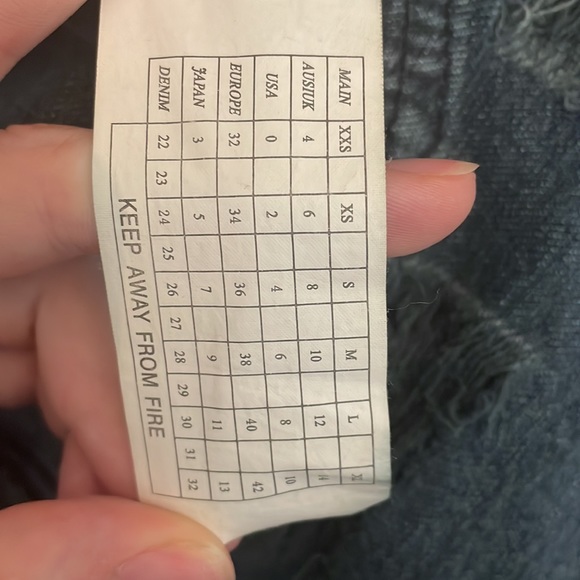 MAIN XXS XS S M L
AUS|UK 4 6 8 10 12
USA 0 2 4 6 8 10
EUROPE 32 34 36 38 40 42
JAPAN 3 5 7 9 11 13
DENIM 22 23 24 25 26 27 28 29 30 31 32
KEEP AWAY FROM FIRE